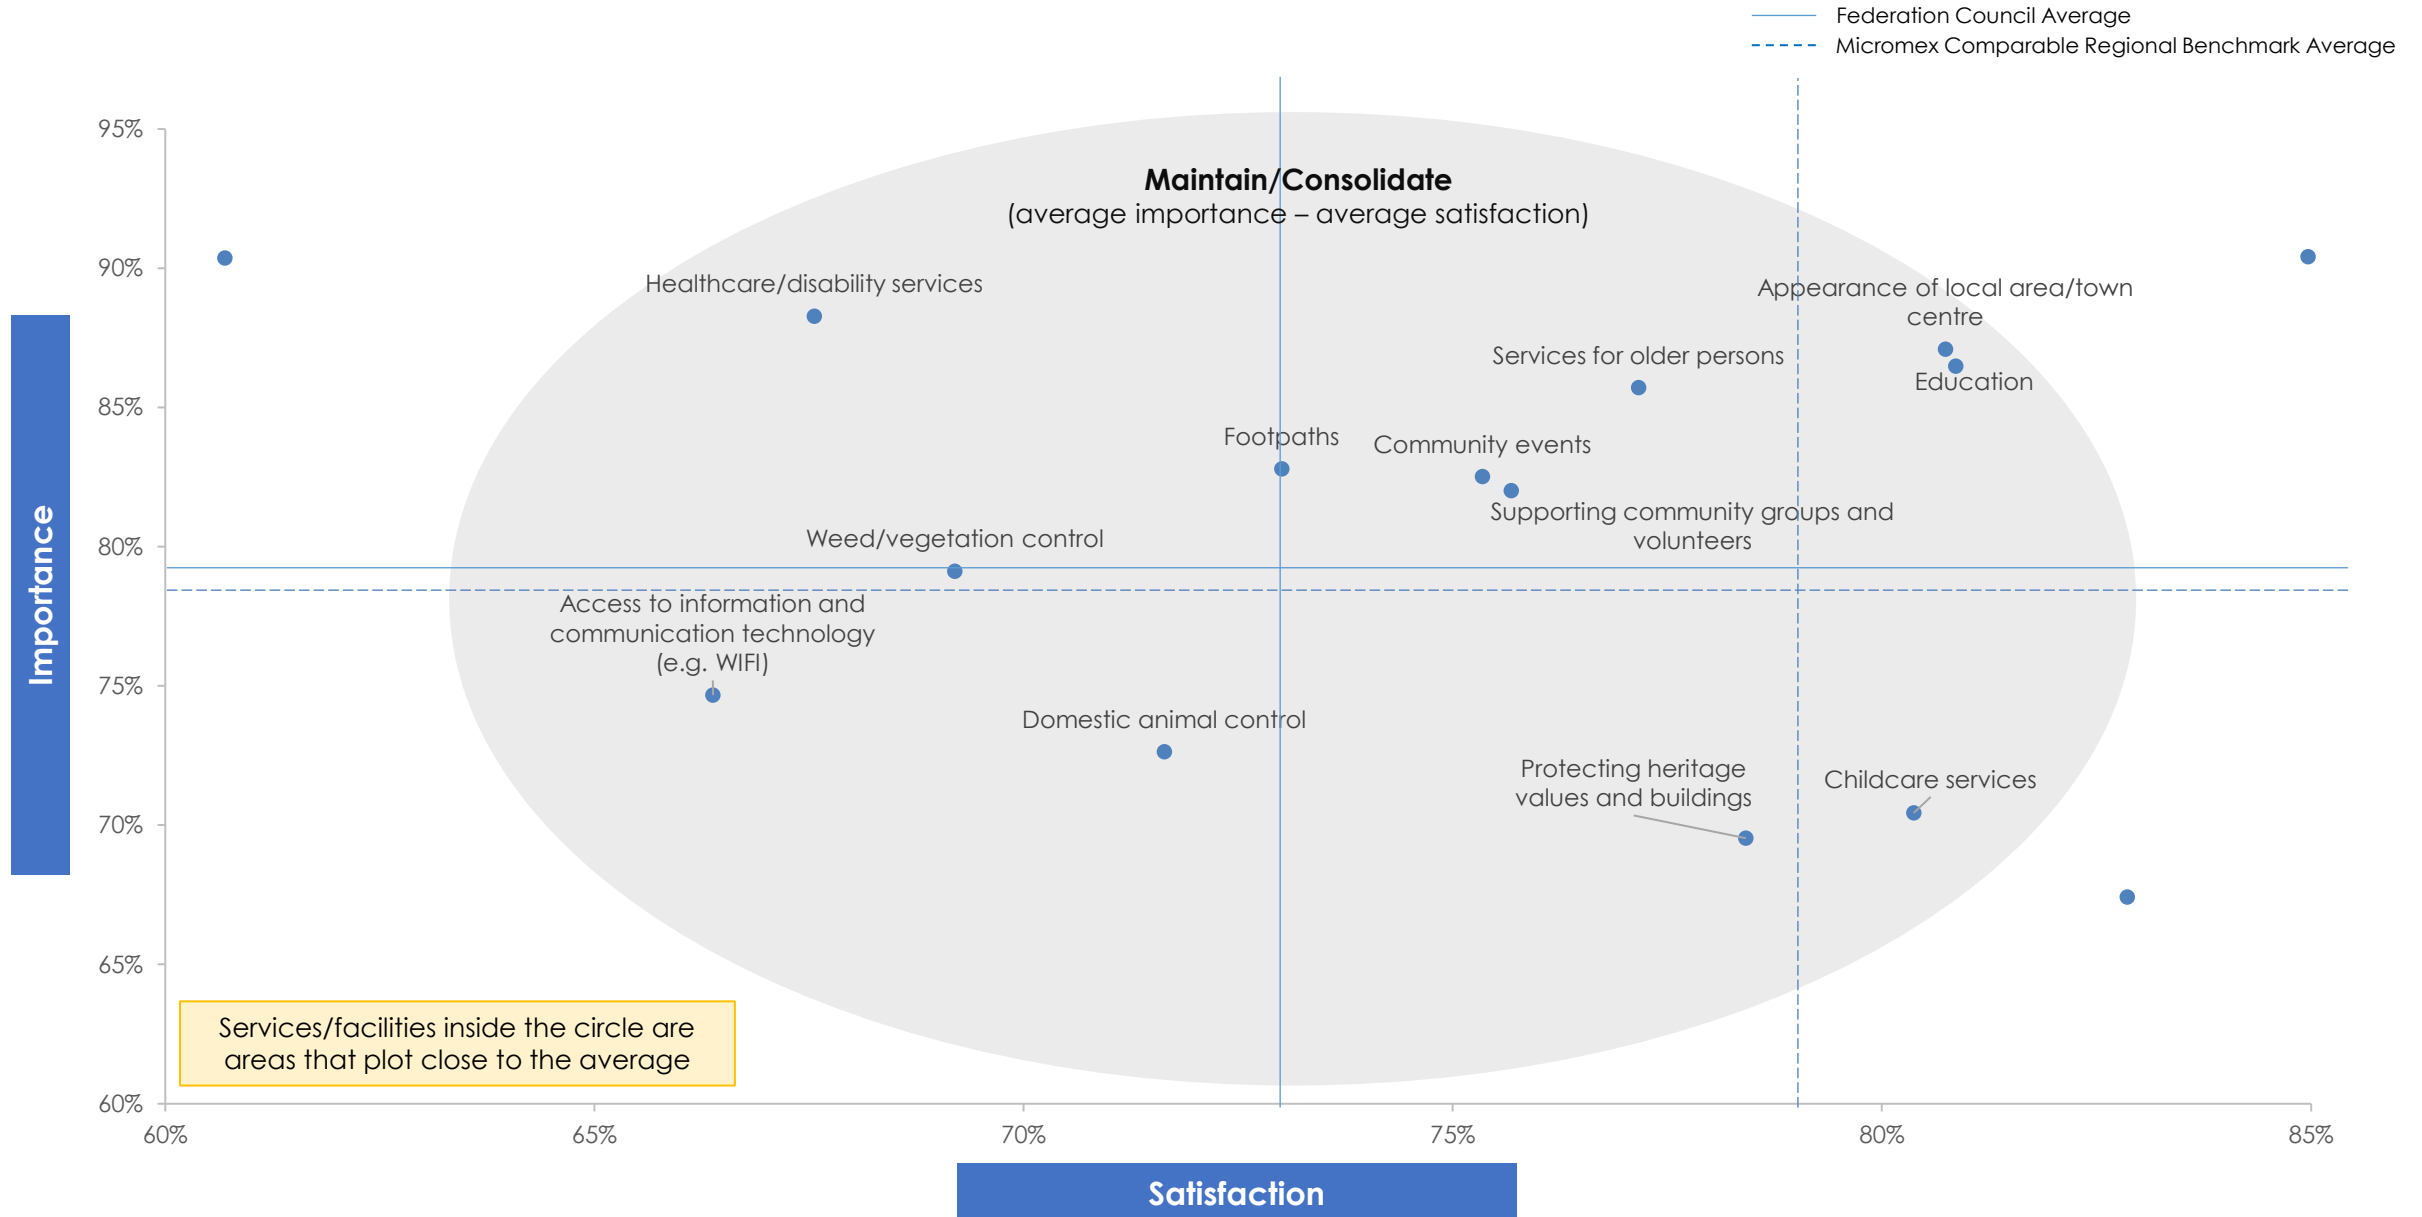 Federation Council Average
Micromex Comparable Regional Benchmark Average
95%
90%
85%
80%
75%
70%
65%
60%
Importance
Maintain/Consolidate
(average importance – average satisfaction)
Healthcare/disability services
Appearance of local area/town
centre
Services for older persons
Education
Footpaths
Community events
Supporting community groups and
volunteers
Weed/vegetation control
Access to information and
communication technology
(e.g. WIFI)
Domestic animal control
Protecting heritage
values and buildings
Childcare services
Services/facilities inside the circle are
areas that plot close to the average
60%
65%
70%
75%
80%
85%
Satisfaction